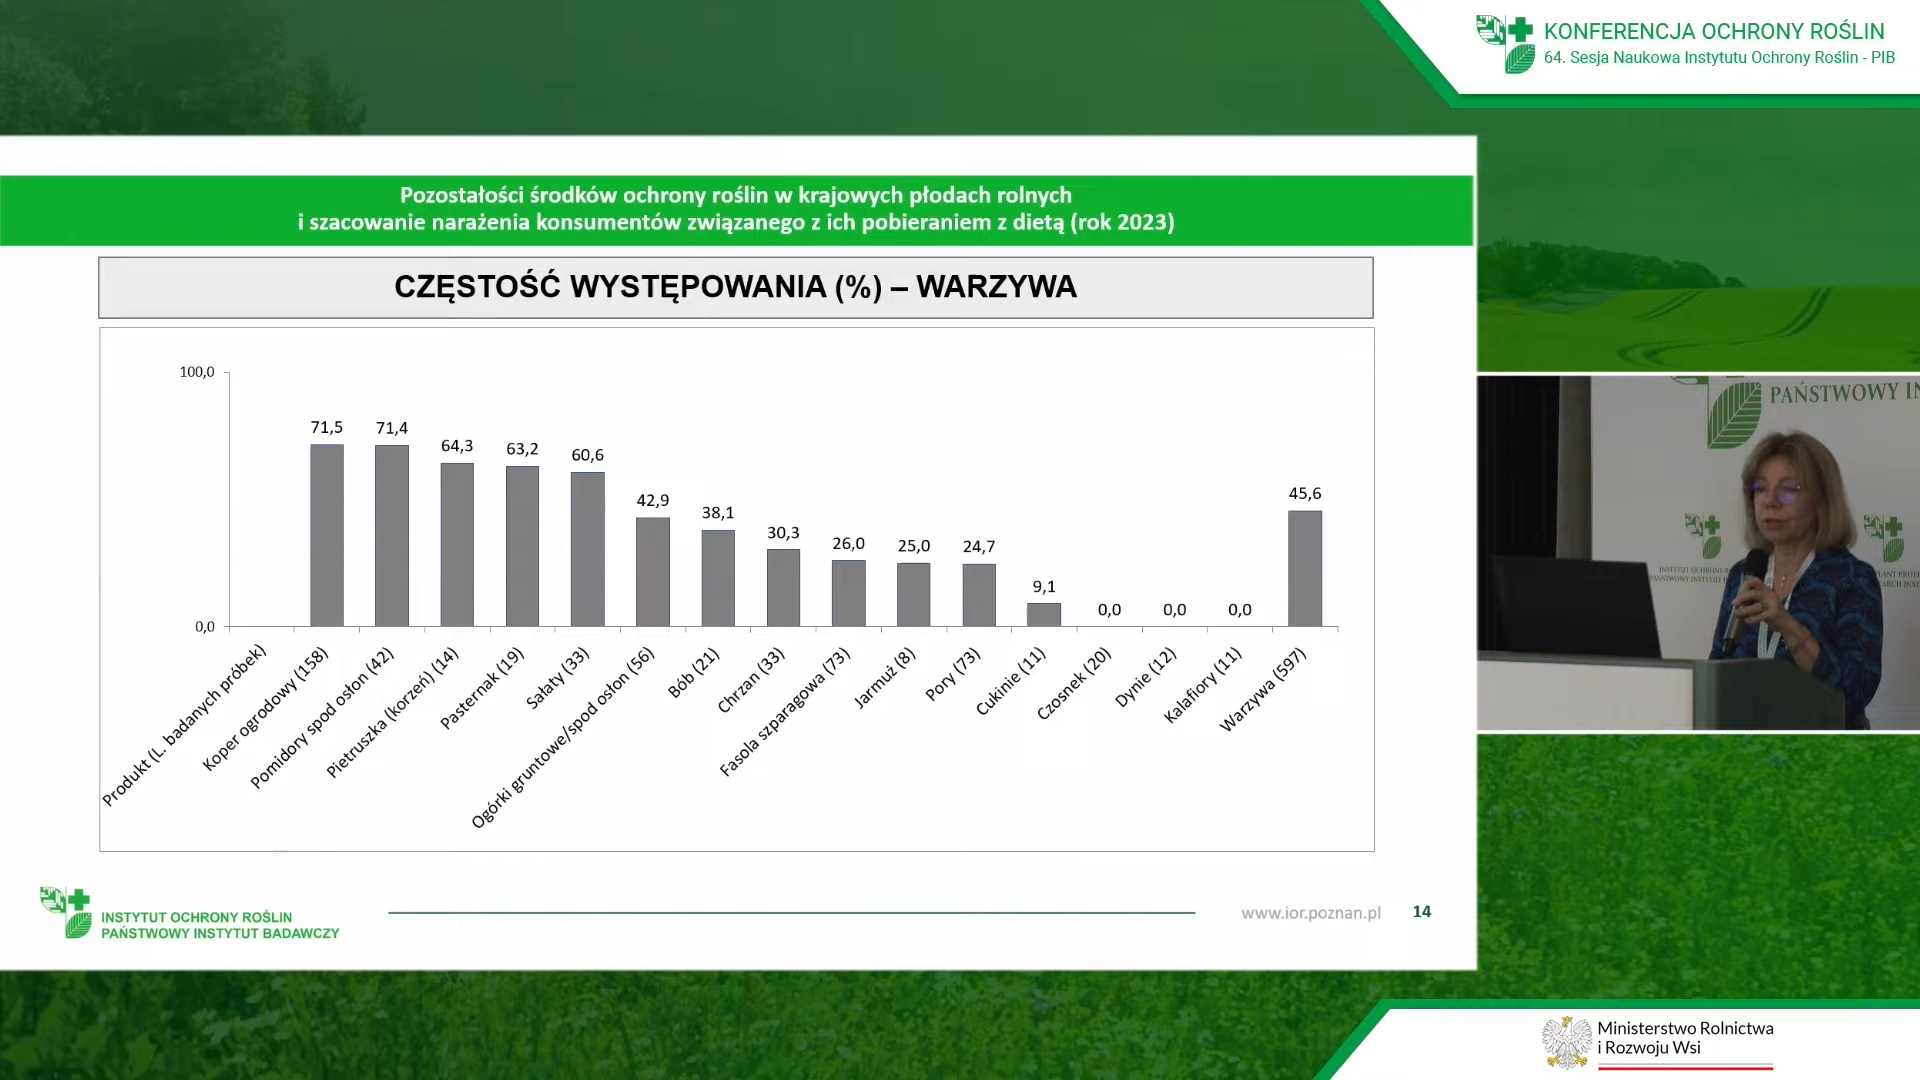 KONFERENCJA OCHRONY ROŚLIN
64. Sesja Naukowa Instytutu Ochrony Roślin - PIB
Pozostałości środków ochrony roślin w krajowych płodach rolnych
i szacowanie narażenia konsumentów związanego z ich pobieraniem z dietą (rok 2023)
CZĘSTOŚĆ WYSTĘPOWANIA (%) – WARZYWA
100,0
0,0
71,5
71,4
64,3
63,2
60,6
42,9
38,1
30,3
26,0
25,0
24,7
9,1
0,0
0,0
0,0
45,6
Produkt (L. badanych próbek)
Koper ogrodowy (158)
Pomidory spod osłon (42)
Pietruszka (korzeń) (14)
Pasternak (19)
Sałaty (33)
Ogórki gruntowe/spod osłon (56)
Bób (21)
Chrzan (33)
Fasola szparagowa (73)
Jarmuż (8)
Pory (73)
Cukinie (11)
Czosnek (20)
Dynie (12)
Kalafiory (11)
Warzywa (597)
INSTYTUT OCHRONY ROŚLIN
PAŃSTWOWY INSTYTUT BADAWCZY
www.ior.poznan.pl
14
PAŃSTWOWY IN
Ministerstwo Rolnictwa
i Rozwoju Wsi